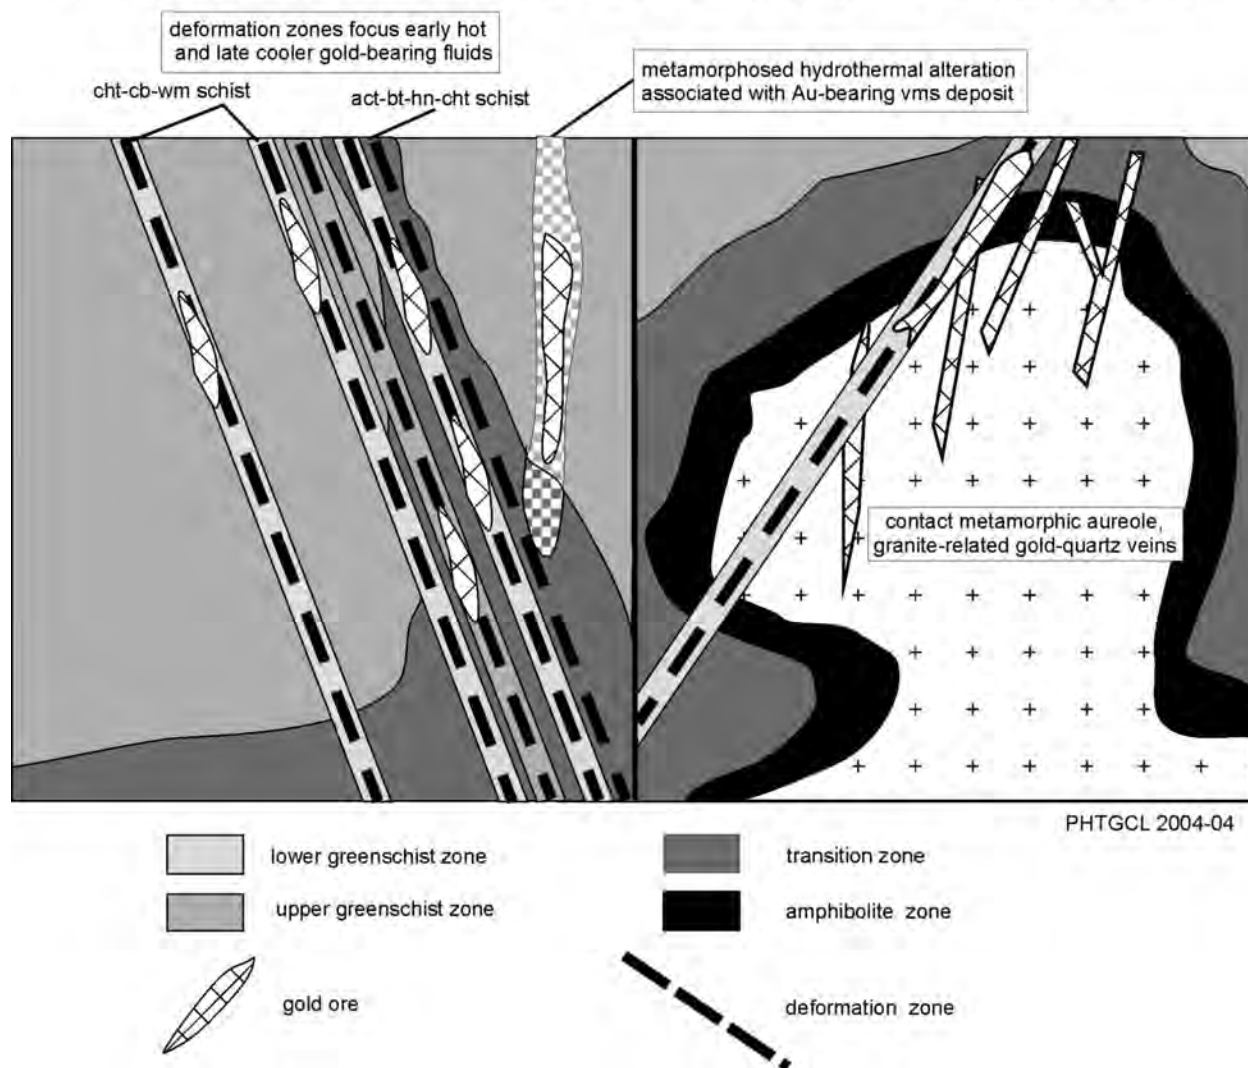 deformation zones focus early hot
and late cooler gold-bearing fluids
metamorphosed hydrothermal alteration
associated with Au-bearing vms deposit
cht-cb-wm schist
act-bt-hn-cht schist
contact metamorphic aureole,
granite-related gold-quartz veins
PHTGCL 2004-04
lower greenschist zone
transition zone
upper greenschist zone
amphibolite zone
gold ore
deformation zone